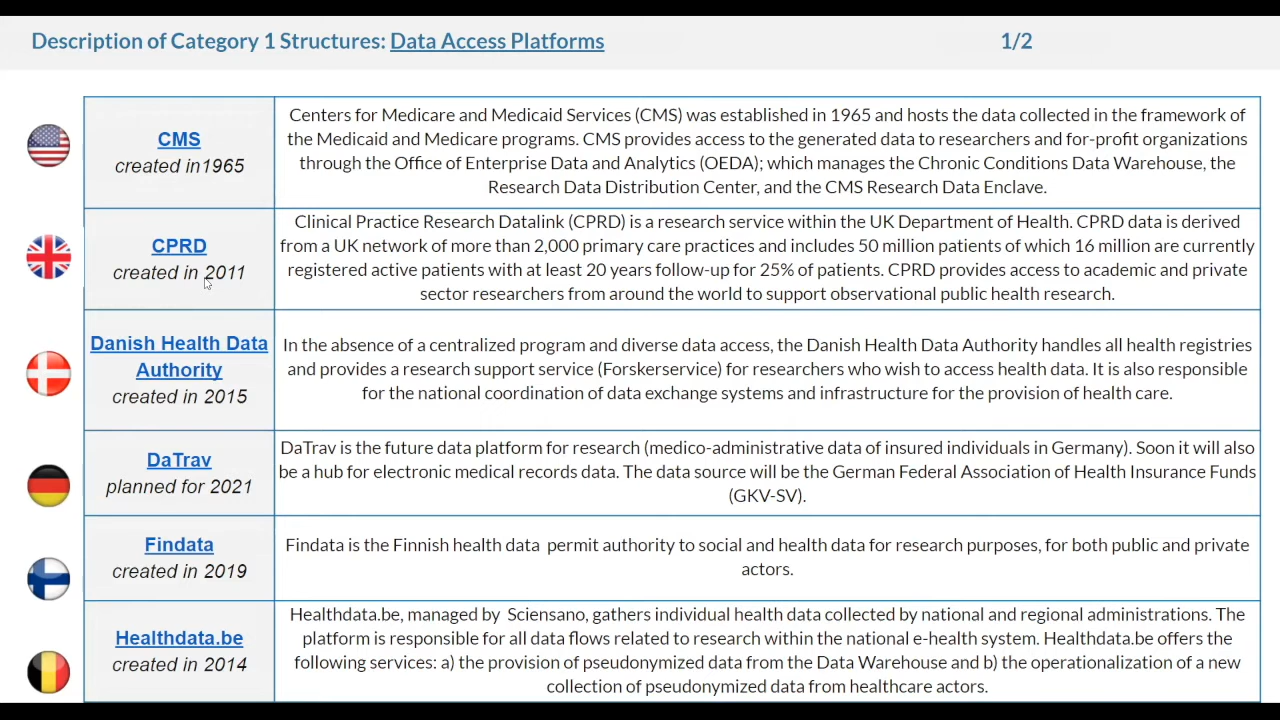 Description of Category 1 Structures: Data Access Platforms
1/2
CMS
created in1965
Centers for Medicare and Medicaid Services (CMS) was established in 1965 and hosts the data collected in the framework of
the Medicaid and Medicare programs. CMS provides access to the generated data to researchers and for-profit organizations
through the Office of Enterprise Data and Analytics (OEDA); which manages the Chronic Conditions Data Warehouse, the
Research Data Distribution Center, and the CMS Research Data Enclave.
CPRD
created in 2011
Clinical Practice Research Datalink (CPRD) is a research service within the UK Department of Health. CPRD data is derived
from a UK network of more than 2,000 primary care practices and includes 50 million patients of which 16 million are currently
registered active patients with at least 20 years follow-up for 25% of patients. CPRD provides access to academic and private
sector researchers from around the world to support observational public health research.
Danish Health Data
Authority
created in 2015
In the absence of a centralized program and diverse data access, the Danish Health Data Authority handles all health registries
and provides a research support service (Forskerservice) for researchers who wish to access health data. It is also responsible
for the national coordination of data exchange systems and infrastructure for the provision of health care.
DaTrav
planned for 2021
DaTrav is the future data platform for research (medico-administrative data of insured individuals in Germany). Soon it will also
be a hub for electronic medical records data. The data source will be the German Federal Association of Health Insurance Funds
(GKV-SV).
Findata
created in 2019
Findata is the Finnish health data permit authority to social and health data for research purposes, for both public and private
actors.
Healthdata.be
created in 2014
Healthdata.be, managed by Sciensano, gathers individual health data collected by national and regional administrations. The
platform is responsible for all data flows related to research within the national e-health system. Healthdata.be offers the
following services: a) the provision of pseudonymized data from the Data Warehouse and b) the operationalization of a new
collection of pseudonymized data from healthcare actors.